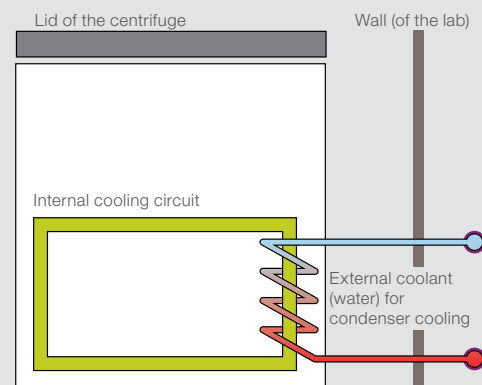 Lid of the centrifuge
Wall (of the lab)
Internal cooling circuit
External coolant
(water) for
condenser cooling